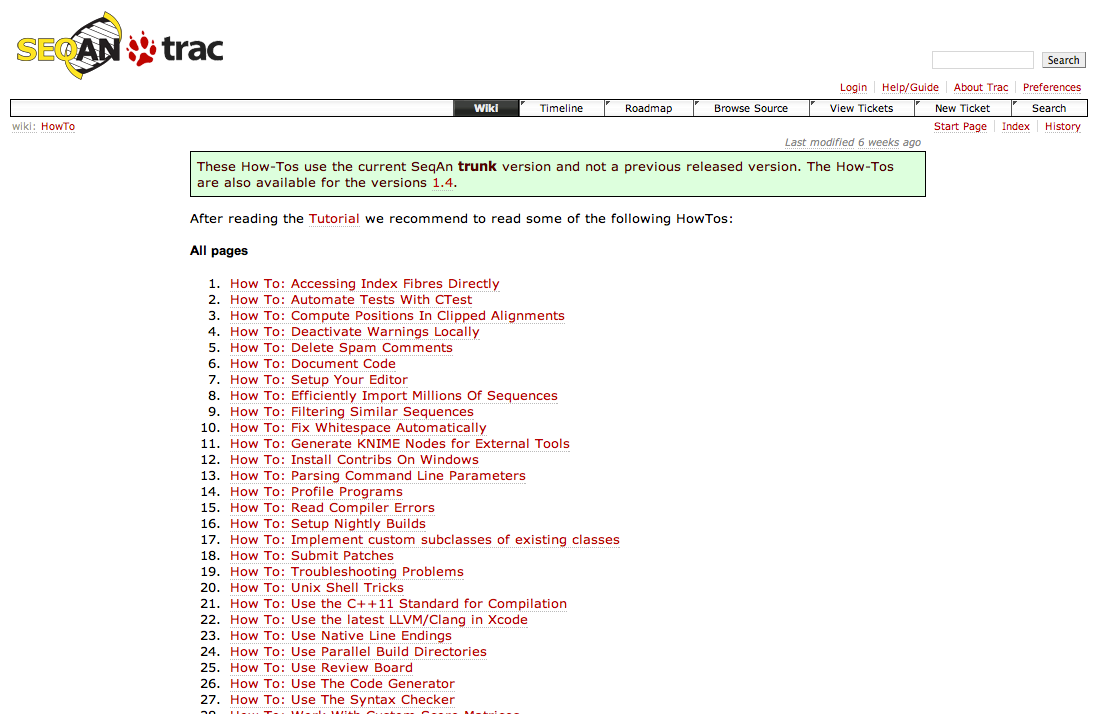 SEQAN trac
Search
Login Help/Guide About Trac Preferences
Wiki Timeline Roadmap Browse Source View Tickets New Ticket Search
wiki: HowTo Start Page Index History
Last modified 6 weeks ago
These How-Tos use the current SeqAn trunk version and not a previous released version. The How-Tos
are also available for the versions 1.4.
After reading the Tutorial we recommend to read some of the following HowTos:
All pages
1. How To: Accessing Index Fibres Directly
2. How To: Automate Tests With CTest
3. How To: Compute Positions In Clipped Alignments
4. How To: Deactivate Warnings Locally
5. How To: Delete Spam Comments
6. How To: Document Code
7. How To: Setup Your Editor
8. How To: Efficiently Import Millions Of Sequences
9. How To: Filtering Similar Sequences
10. How To: Fix Whitespace Automatically
11. How To: Generate KNIME Nodes for External Tools
12. How To: Install Contribs On Windows
13. How To: Parsing Command Line Parameters
14. How To: Profile Programs
15. How To: Read Compiler Errors
16. How To: Setup Nightly Builds
17. How To: Implement custom subclasses of existing classes
18. How To: Submit Patches
19. How To: Troubleshooting Problems
20. How To: Unix Shell Tricks
21. How To: Use the C++11 Standard for Compilation
22. How To: Use the latest LLVM/Clang in Xcode
23. How To: Use Native Line Endings
24. How To: Use Parallel Build Directories
25. How To: Use Review Board
26. How To: Use The Code Generator
27. How To: Use The Syntax Checker
28. How To: Work With Custom Score Matrices